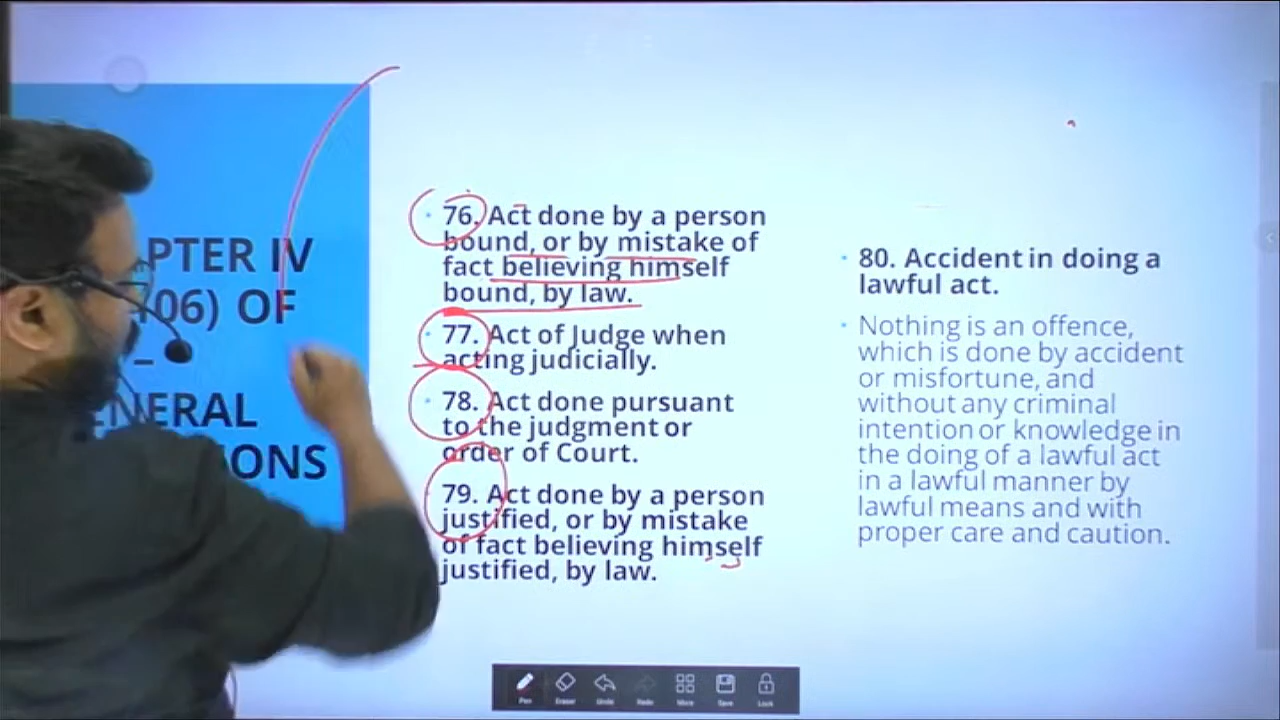 PTER IV
06) OF
–
ENERAL
IONS
76. Act done by a person
bound, or by mistake of
fact believing himself
bound, by law.
77. Act of Judge when
acting judicially.
78. Act done pursuant
to the judgment or
order of Court.
79. Act done by a person
justified, or by mistake
of fact believing himself
justified, by law.
80. Accident in doing a
lawful act.
Nothing is an offence,
which is done by accident
or misfortune, and
without any criminal
intention or knowledge in
the doing of a lawful act
in a lawful manner by
lawful means and with
proper care and caution.
Pen Eraser Undo Redo More Save Lock